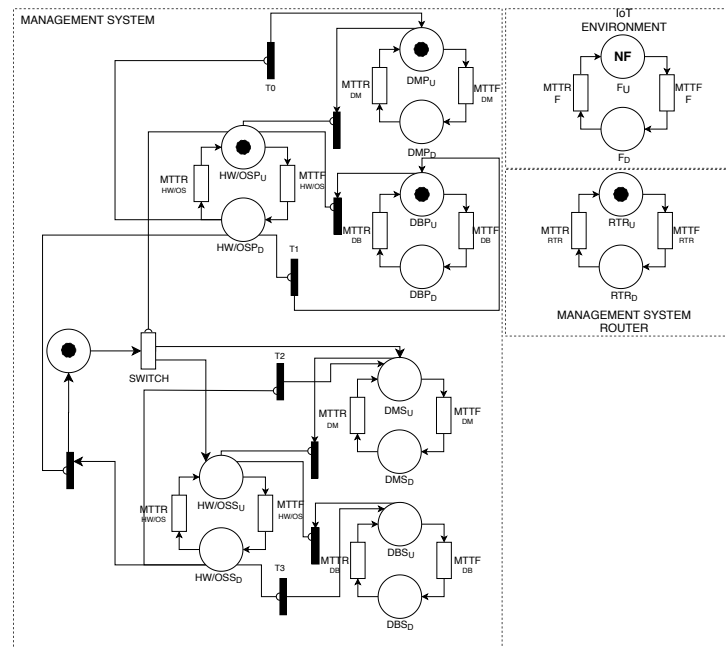 MANAGEMENT SYSTEM
IoT
ENVIRONMENT
T0
MTTR
DM
DMPU
MTTF
DM
DMPD
NF
FU
MTTR
F
MTTF
F
FD
MTTR
HW/OS
HW/OSPU
MTTF
HW/OS
HW/OSPD
MTTR
DB
DBPU
MTTF
DB
DBPD
RTRU
MTTR
RTR
MTTF
RTR
RTRD
MANAGEMENT SYSTEM
ROUTER
T1
SWITCH
T2
MTTR
DM
DMSU
MTTF
DM
DMSD
MTTR
HW/OS
HW/OSSU
MTTF
HW/OS
HW/OSSD
T3
MTTR
DB
DBSU
MTTF
DB
DBSD